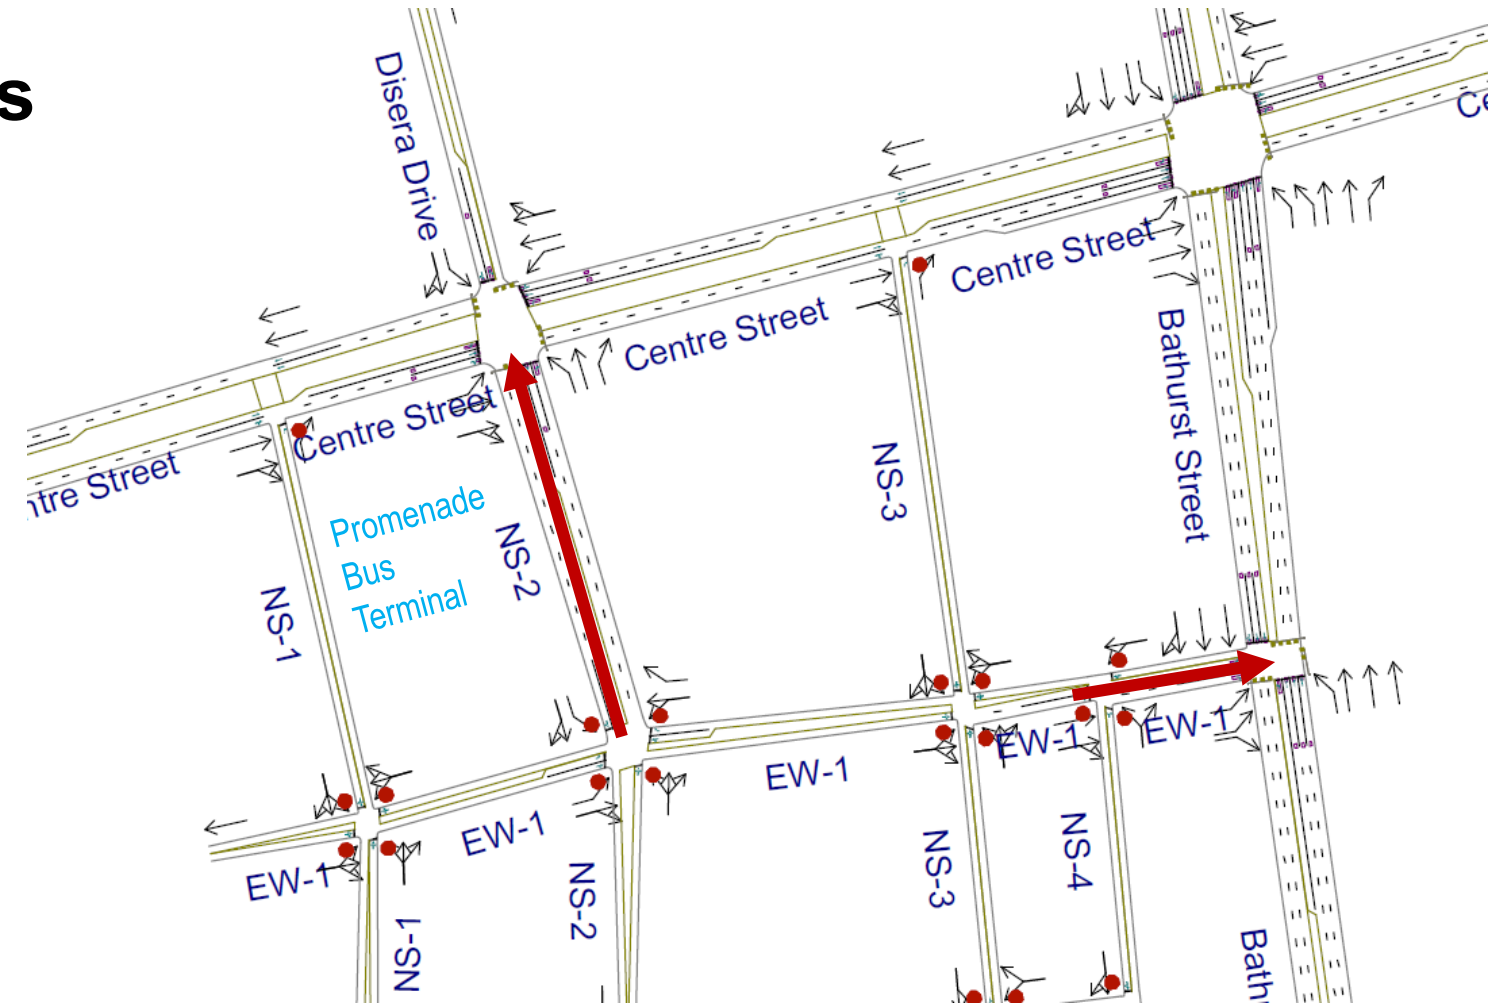 s
Disera Drive
Ce
Centre Street
Centre Street
Centre Street
ntre Street
Bathurst Street
Promenade
Bus
Terminal
NS-1
NS-2
NS-3
EW-1
EW-1
EW-1
EW-1
EW-1
NS-1
NS-2
NS-3
NS-4
Bath